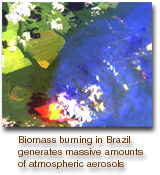 Biomass burning in Brazil
generates massive amounts
of atmospheric aerosols